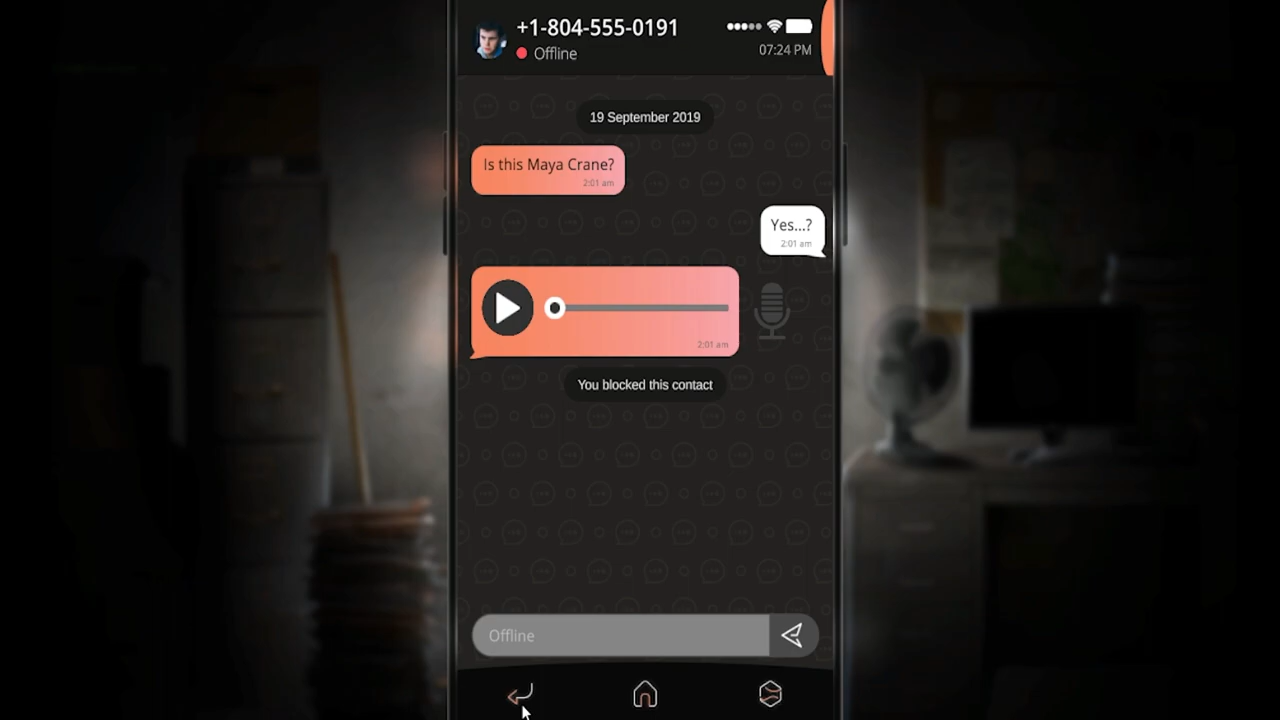 +1-804-555-0191
Offline
07:24 PM
19 September 2019
Is this Maya Crane?
2:01 am
Yes...?
2:01 am
2:01 am
You blocked this contact
Offline